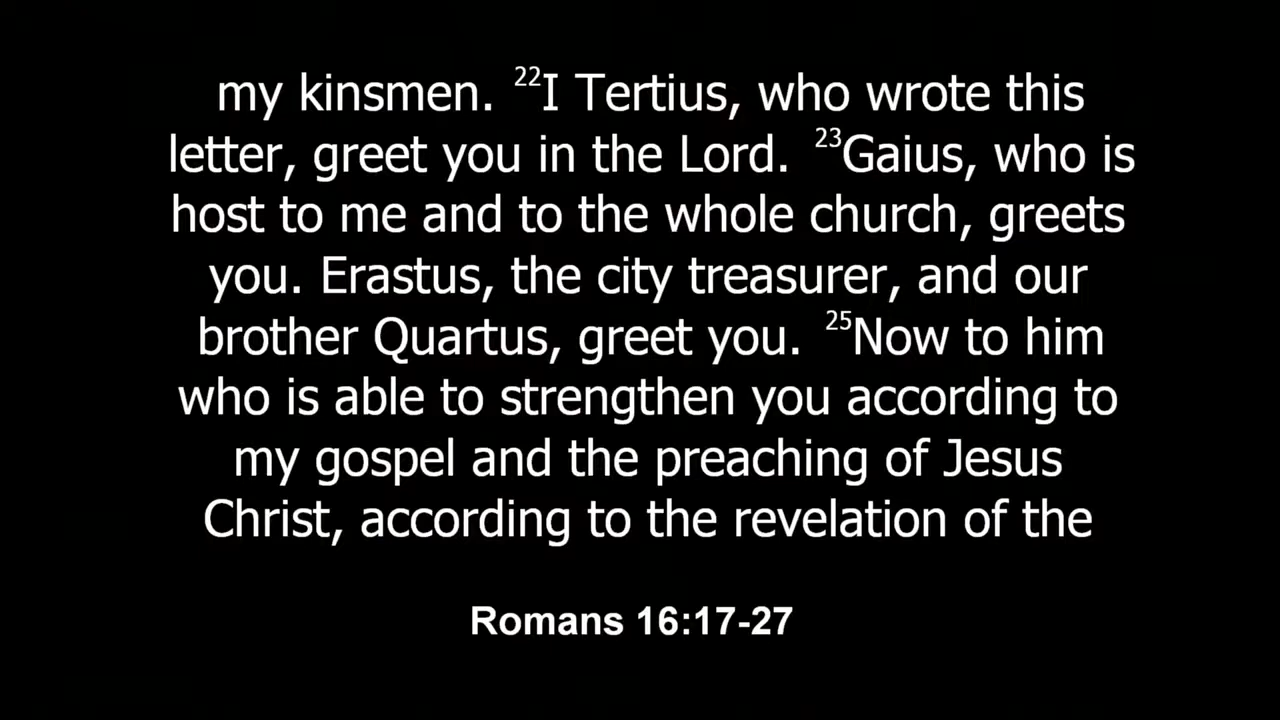 my kinsmen. 22I Tertius, who wrote this
letter, greet you in the Lord. 23Gaius, who is
host to me and to the whole church, greets
you. Erastus, the city treasurer, and our
brother Quartus, greet you. 25Now to him
who is able to strengthen you according to
my gospel and the preaching of Jesus
Christ, according to the revelation of the
Romans 16:17-27